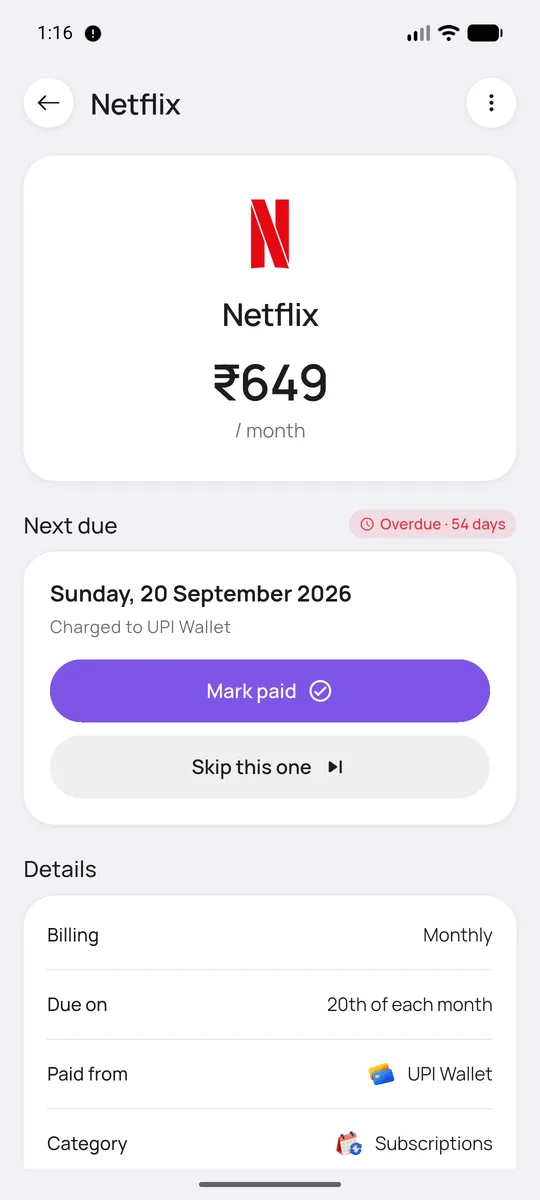 1:16
Netflix
N
Netflix
₹649
/ month
Next due
Overdue · 54 days
Sunday, 20 September 2026
Charged to UPI Wallet
Mark paid
Skip this one
Details
Billing Monthly
Due on 20th of each month
Paid from UPI Wallet
Category Subscriptions